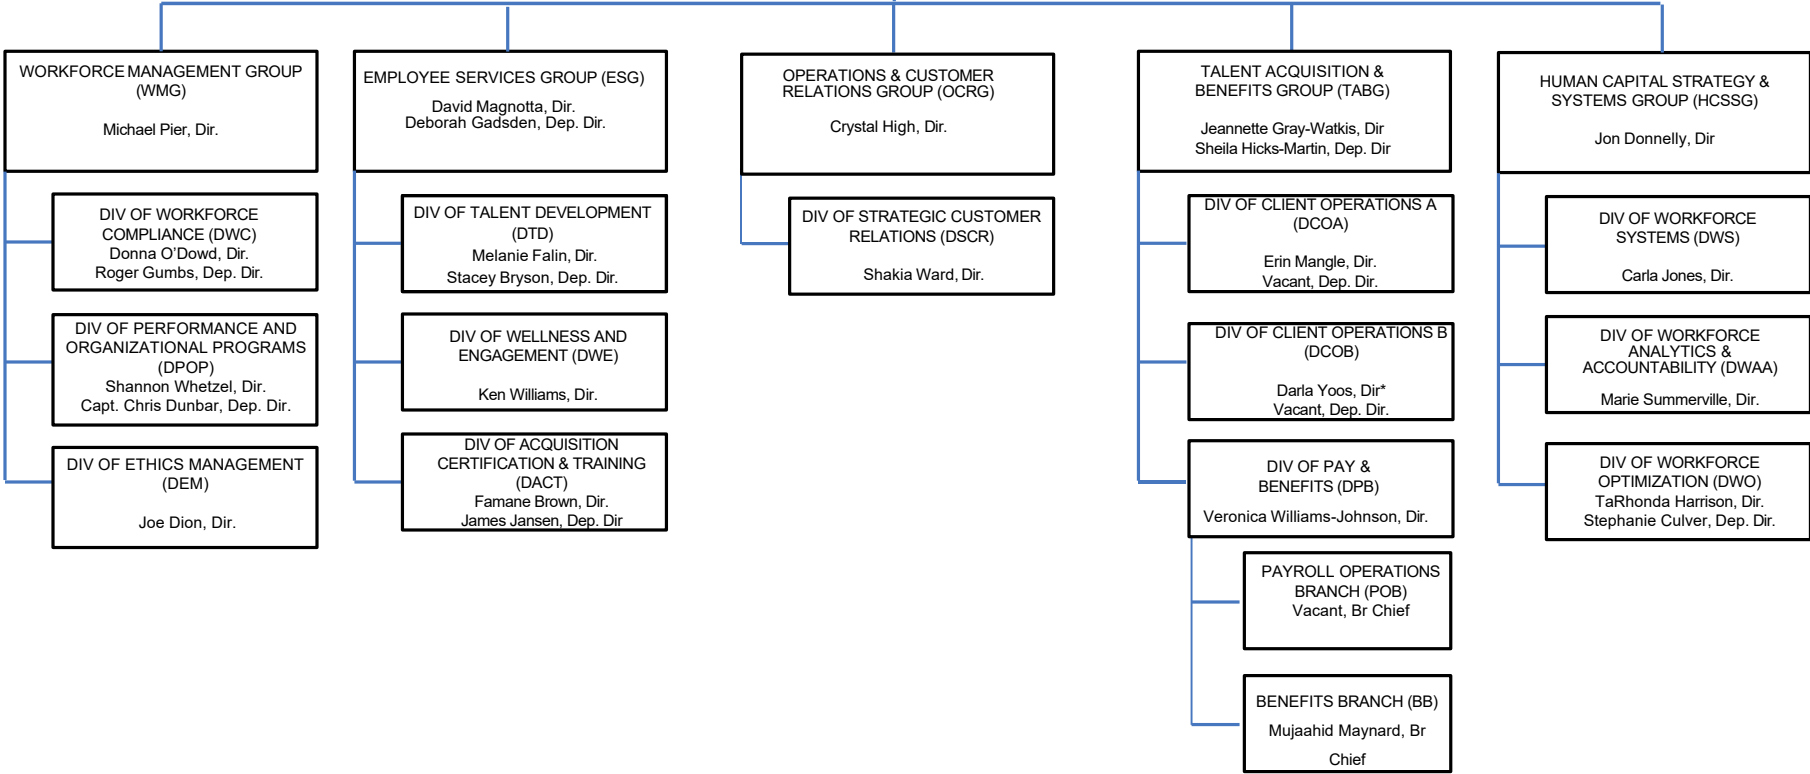 WORKFORCE MANAGEMENT GROUP
(WMG)
Michael Pier, Dir.
DIV OF WORKFORCE
COMPLIANCE (DWC)
Donna O’Dowd, Dir.
Roger Gumbs, Dep. Dir.
DIV OF PERFORMANCE AND
ORGANIZATIONAL PROGRAMS
(DPOP)
Shannon Whetzel, Dir.
Capt. Chris Dunbar, Dep. Dir.
DIV OF ETHICS MANAGEMENT
(DEM)
Joe Dion, Dir.
EMPLOYEE SERVICES GROUP (ESG)
David Magnotta, Dir.
Deborah Gadsden, Dep. Dir.
DIV OF TALENT DEVELOPMENT
(DTD)
Melanie Falin, Dir.
Stacey Bryson, Dep. Dir.
DIV OF WELLNESS AND
ENGAGEMENT (DWE)
Ken Williams, Dir.
DIV OF ACQUISITION
CERTIFICATION & TRAINING
(DACT)
Famane Brown, Dir.
James Jansen, Dep. Dir
OPERATIONS & CUSTOMER
RELATIONS GROUP (OCRG)
Crystal High, Dir.
DIV OF STRATEGIC CUSTOMER
RELATIONS (DSCR)
Shakia Ward, Dir.
TALENT ACQUISITION &
BENEFITS GROUP (TABG)
Jeannette Gray-Watkis, Dir
Sheila Hicks-Martin, Dep. Dir
DIV OF CLIENT OPERATIONS A
(DCOA)
Erin Mangle, Dir.
Vacant, Dep. Dir.
DIV OF CLIENT OPERATIONS B
(DCOB)
Darla Yoos, Dir*
Vacant, Dep. Dir.
DIV OF PAY &
BENEFITS (DPB)
Veronica Williams-Johnson, Dir.
PAYROLL OPERATIONS
BRANCH (POB)
Vacant, Br Chief
BENEFITS BRANCH (BB)
Mujaahid Maynard, Br
Chief
HUMAN CAPITAL STRATEGY &
SYSTEMS GROUP (HCSSG)
Jon Donnelly, Dir
DIV OF WORKFORCE
SYSTEMS (DWS)
Carla Jones, Dir.
DIV OF WORKFORCE
ANALYTICS &
ACCOUNTABILITY (DWAA)
Marie Summerville, Dir.
DIV OF WORKFORCE
OPTIMIZATION (DWO)
TaRhonda Harrison, Dir.
Stephanie Culver, Dep. Dir.